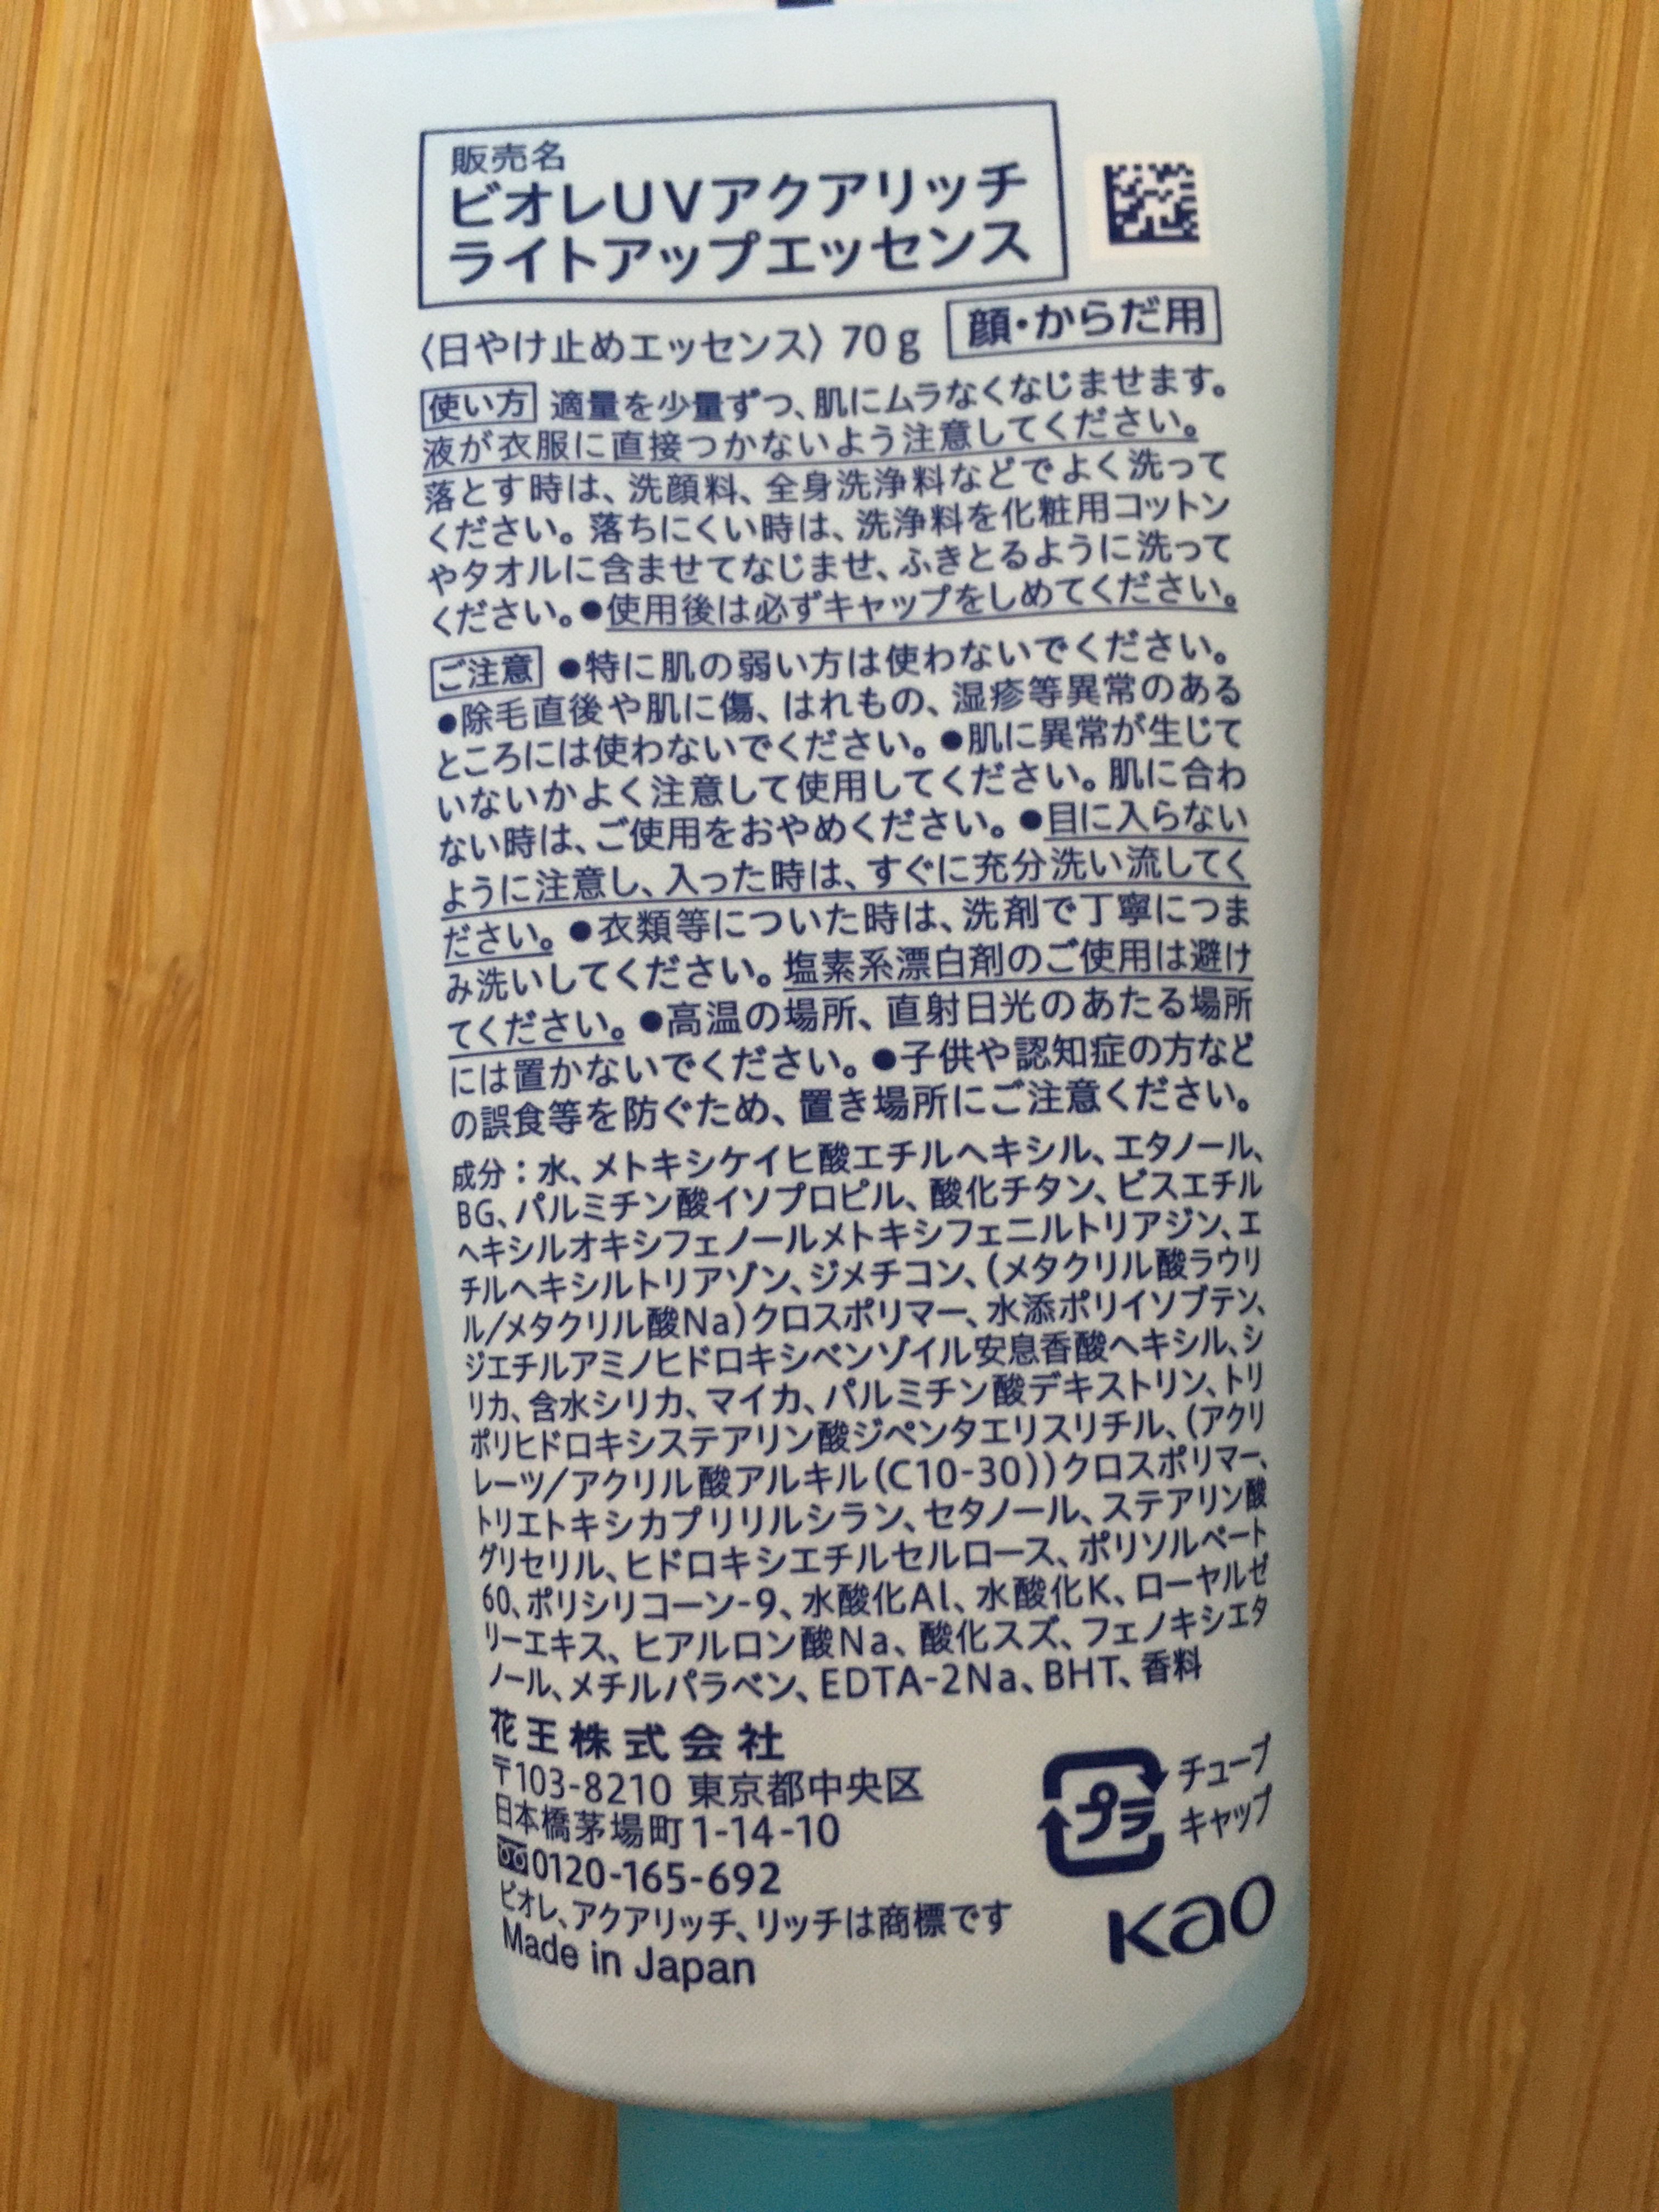 販売名
ビオレUVアクアリッチ
ライトアップエッセンス
〈日やけ止めエッセンス〉70g 顔・からだ用
使い方 適量を少量ずつ、肌にムラなくなじませます。
液が衣服に直接つかないよう注意してください。
落とす時は、洗顔料、全身洗浄料などでよく洗って
ください。落ちにくい時は、洗浄料を化粧用コットン
やタオルに含ませてなじませ、ふきとるように洗って
ください。●使用後は必ずキャップをしめてください。
ご注意 ●特に肌の弱い方は使わないでください。
●除毛直後や肌に傷、はれもの、湿疹等異常のある
ところには使わないでください。●肌に異常が生じて
いないかよく注意して使用してください。肌に合わ
ない時は、ご使用をおやめください。●目に入らない
ように注意し、入った時は、すぐに充分洗い流してく
ださい。●衣類等についた時は、洗剤で丁寧につま
み洗いしてください。塩素系漂白剤のご使用は避け
てください。●高温の場所、直射日光のあたる場所
には置かないでください。●子供や認知症の方など
の誤食等を防ぐため、置き場所にご注意ください。
成分：水、メトキシケイヒ酸エチルヘキシル、エタノール、
BG、パルミチン酸イソプロピル、酸化チタン、ビスエチル
ヘキシルオキシフェノールメトキシフェニルトリアジン、エ
チルヘキシルトリアゾン、ジメチコン、(メタクリル酸ラウリ
ル/メタクリル酸Na)クロスポリマー、水添ポリイソブテン、
ジエチルアミノヒドロキシベンゾイル安息香酸ヘキシル、シ
リカ、含水シリカ、マイカ、パルミチン酸デキストリン、トリ
ポリヒドロキシステアリン酸ジペンタエリスリチル、(アクリ
レーツ/アクリル酸アルキル(C10-30))クロスポリマー、
トリエトキシカプリリルシラン、セタノール、ステアリン酸
グリセリル、ヒドロキシエチルセルロース、ポリソルベート
60、ポリシリコーン-9、水酸化Al、水酸化K、ローヤルゼ
リーエキス、ヒアルロン酸Na、酸化スズ、フェノキシエタ
ノール、メチルパラベン、EDTA-2Na、BHT、香料
花王株式会社
〒103-8210 東京都中央区
日本橋茅場町1-14-10
0120-165-692
ビオレ、アクアリッチ、リッチは商標です
Made in Japan
プラ
チューブ
キャップ
Kao